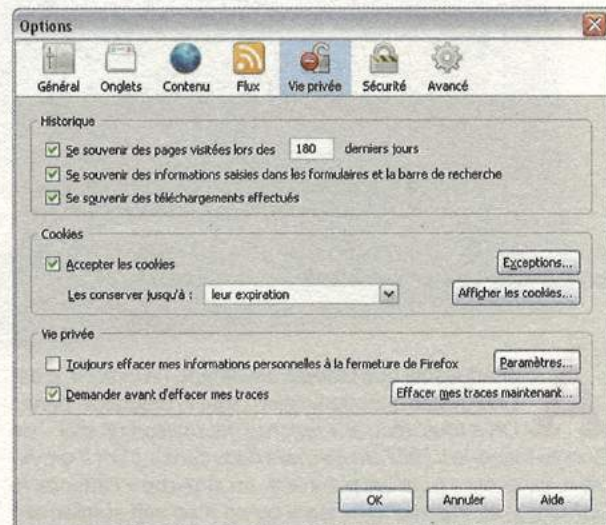 Options
Général Onglets Contenu Flux Vie privée Sécurité Avancé
Historique
Se souvenir des pages visitées lors des 180 derniers jours
Se souvenir des informations saisies dans les formulaires et la barre de recherche
Se souvenir des téléchargements effectués
Cookies
Accepter les cookies Exceptions...
Les conserver jusqu'à : leur expiration Afficher les cookies...
Vie privée
Toujours effacer mes informations personnelles à la fermeture de Firefox Paramètres...
Demander avant d'effacer mes traces Effacer mes traces maintenant...
OK Annuler Aide